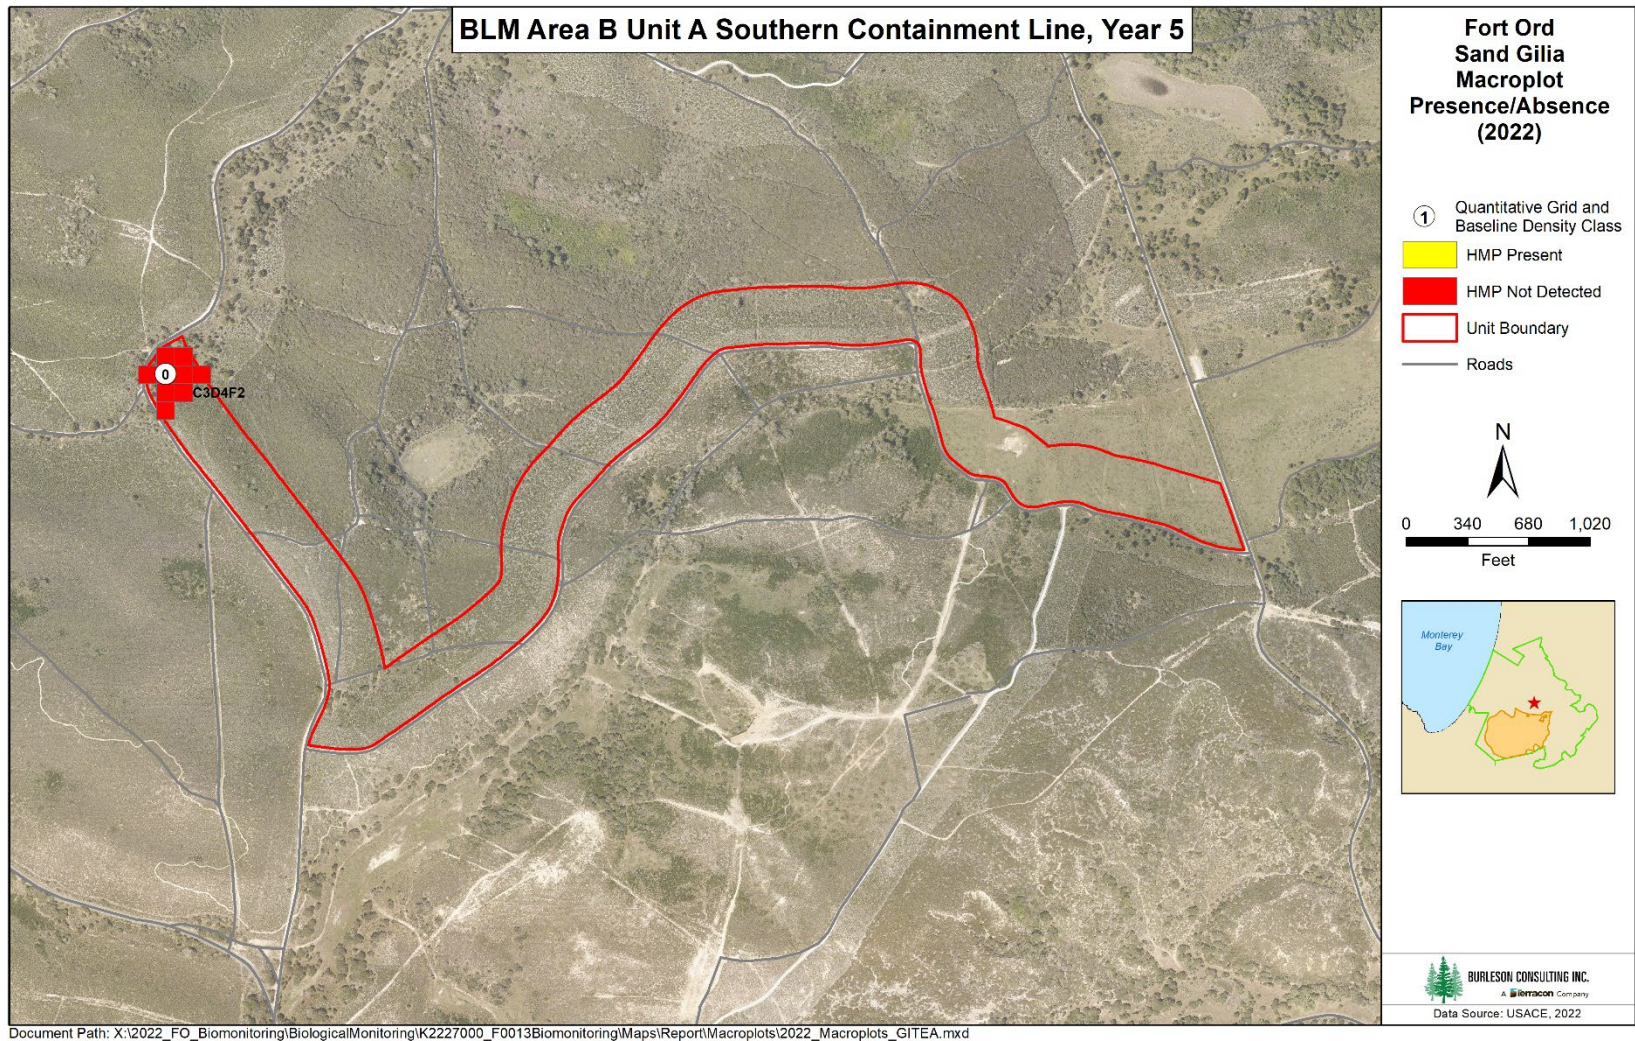 BLM Area B Unit A Southern Containment Line, Year 5
0
C3D4F2
Fort Ord
Sand Gilia
Macroplot
Presence/Absence
(2022)
1
Quantitative Grid and
Baseline Density Class
HMP Present
HMP Not Detected
Unit Boundary
Roads
N
0 340 680 1,020
Feet
Monterey
Bay
BURLESON CONSULTING INC.
A Terracon Company
Data Source: USACE, 2022
Document Path: X:\2022_FO_Biomonitoring\BiologicalMonitoring\K2227000_F0013Biomonitoring\Maps\Report\Macroplots\2022_Macroplots_GITEA.mxd